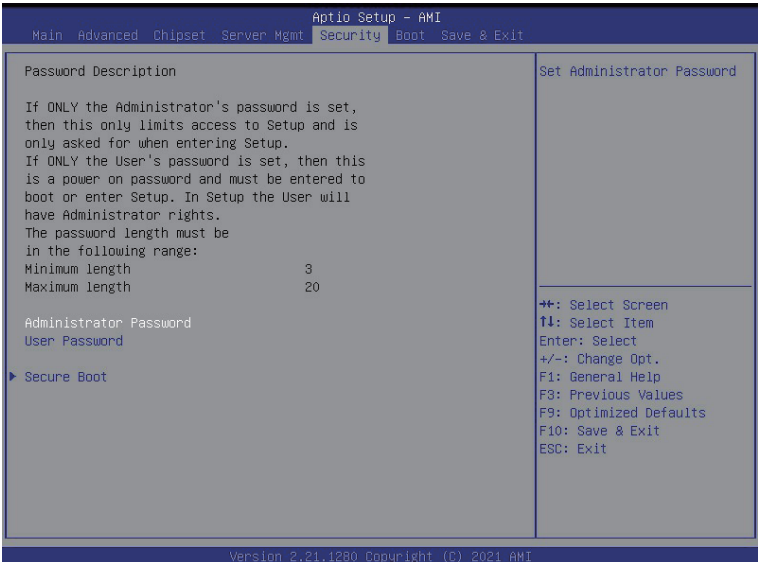 Aptio Setup – AMI
Main Advanced Chipset Server Mgmt Security Boot Save & Exit
Password Description
If ONLY the Administrator's password is set,
then this only limits access to Setup and is
only asked for when entering Setup.
If ONLY the User's password is set, then this
is a power on password and must be entered to
boot or enter Setup. In Setup the User will
have Administrator rights.
The password length must be
in the following range:
Minimum length 3
Maximum length 20
Administrator Password
User Password
Secure Boot
Set Administrator Password
→←: Select Screen
↑↓: Select Item
Enter: Select
+/-: Change Opt.
F1: General Help
F3: Previous Values
F9: Optimized Defaults
F10: Save & Exit
ESC: Exit
Version 2.21.1280 Copyright (C) 2021 AMI